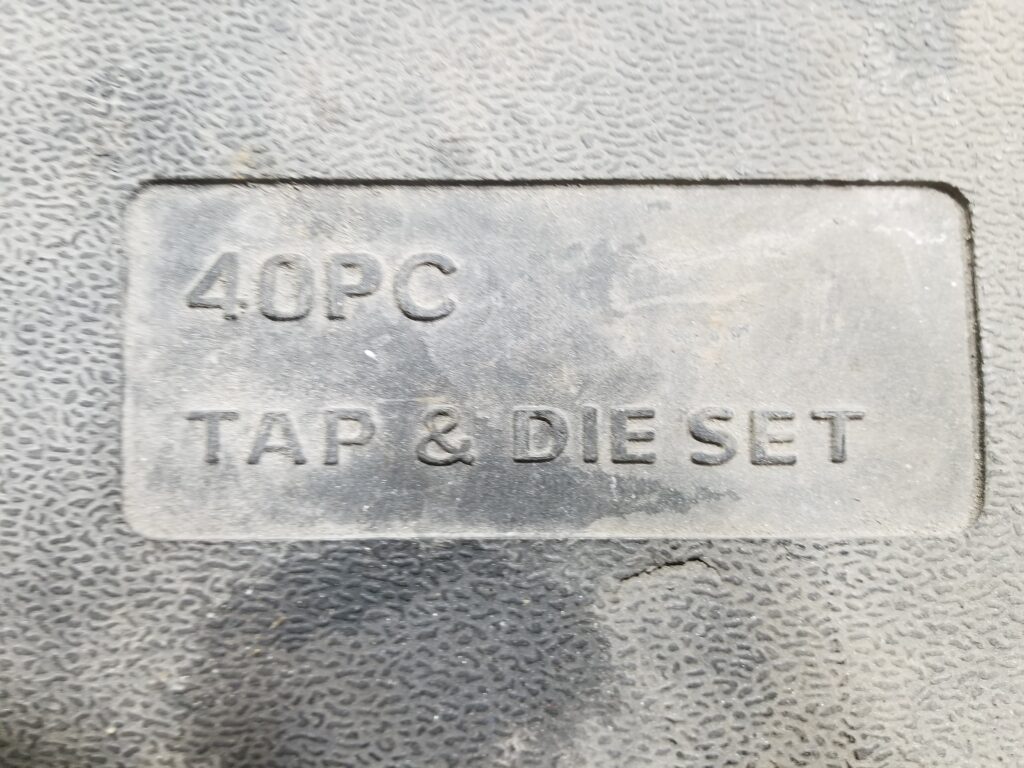 40PC
TAP & DIE SET